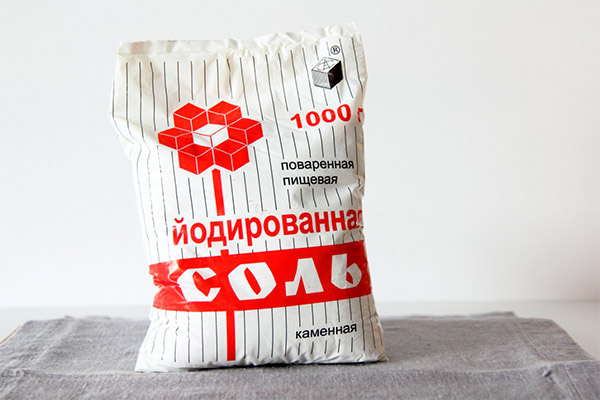 ®
1000 г
поваренная
пищевая
йодированная
СОЛЬ
каменная